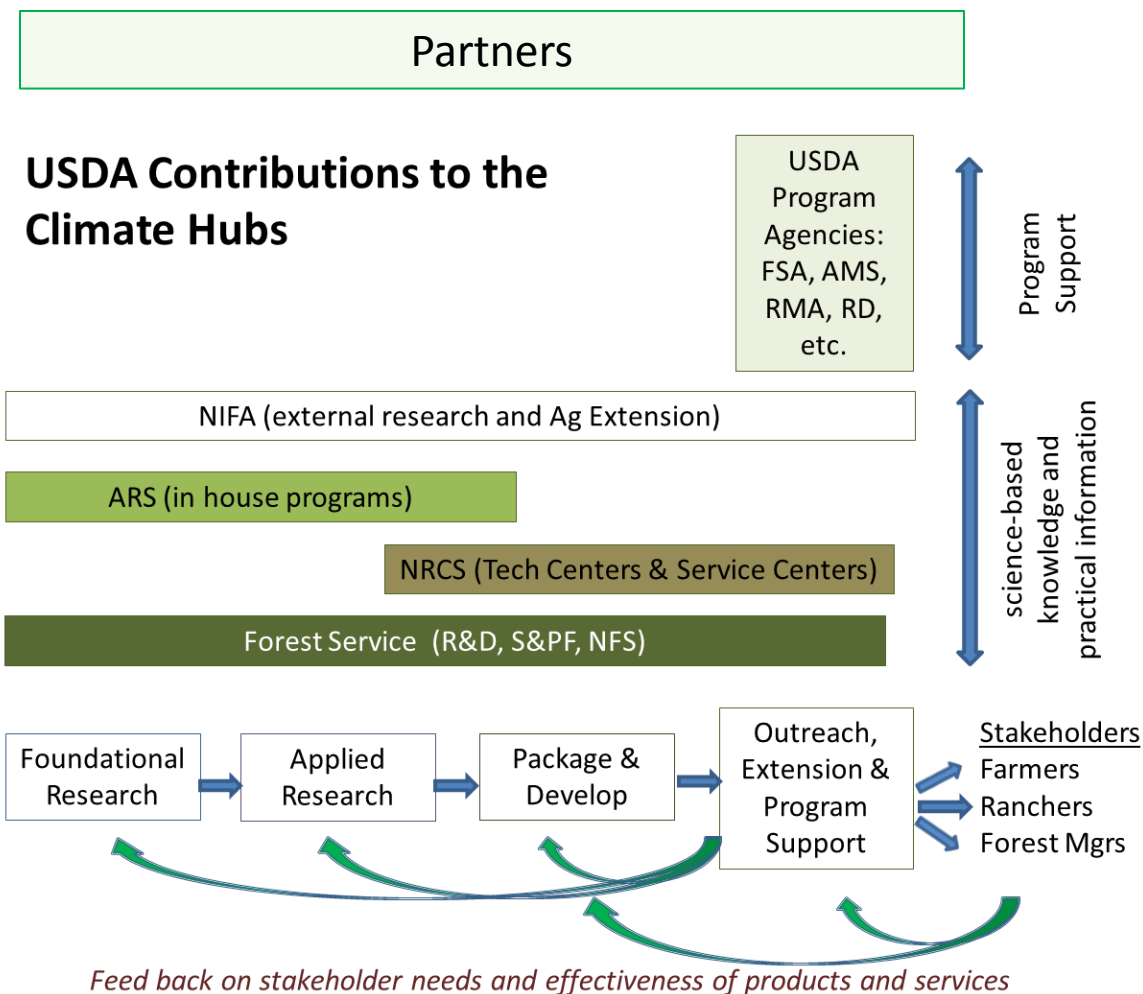 Partners
USDA Contributions to the
Climate Hubs
USDA
Program
Agencies:
FSA, AMS,
RMA, RD,
etc.
Program
Support
NIFA (external research and Ag Extension)
ARS (in house programs)
NRCS (Tech Centers & Service Centers)
Forest Service (R&D, S&PF, NFS)
science-based
knowledge and
practical information
Foundational
Research
Applied
Research
Package &
Develop
Outreach,
Extension &
Program
Support
Stakeholders
Farmers
Ranchers
Forest Mgrs
Feed back on stakeholder needs and effectiveness of products and services